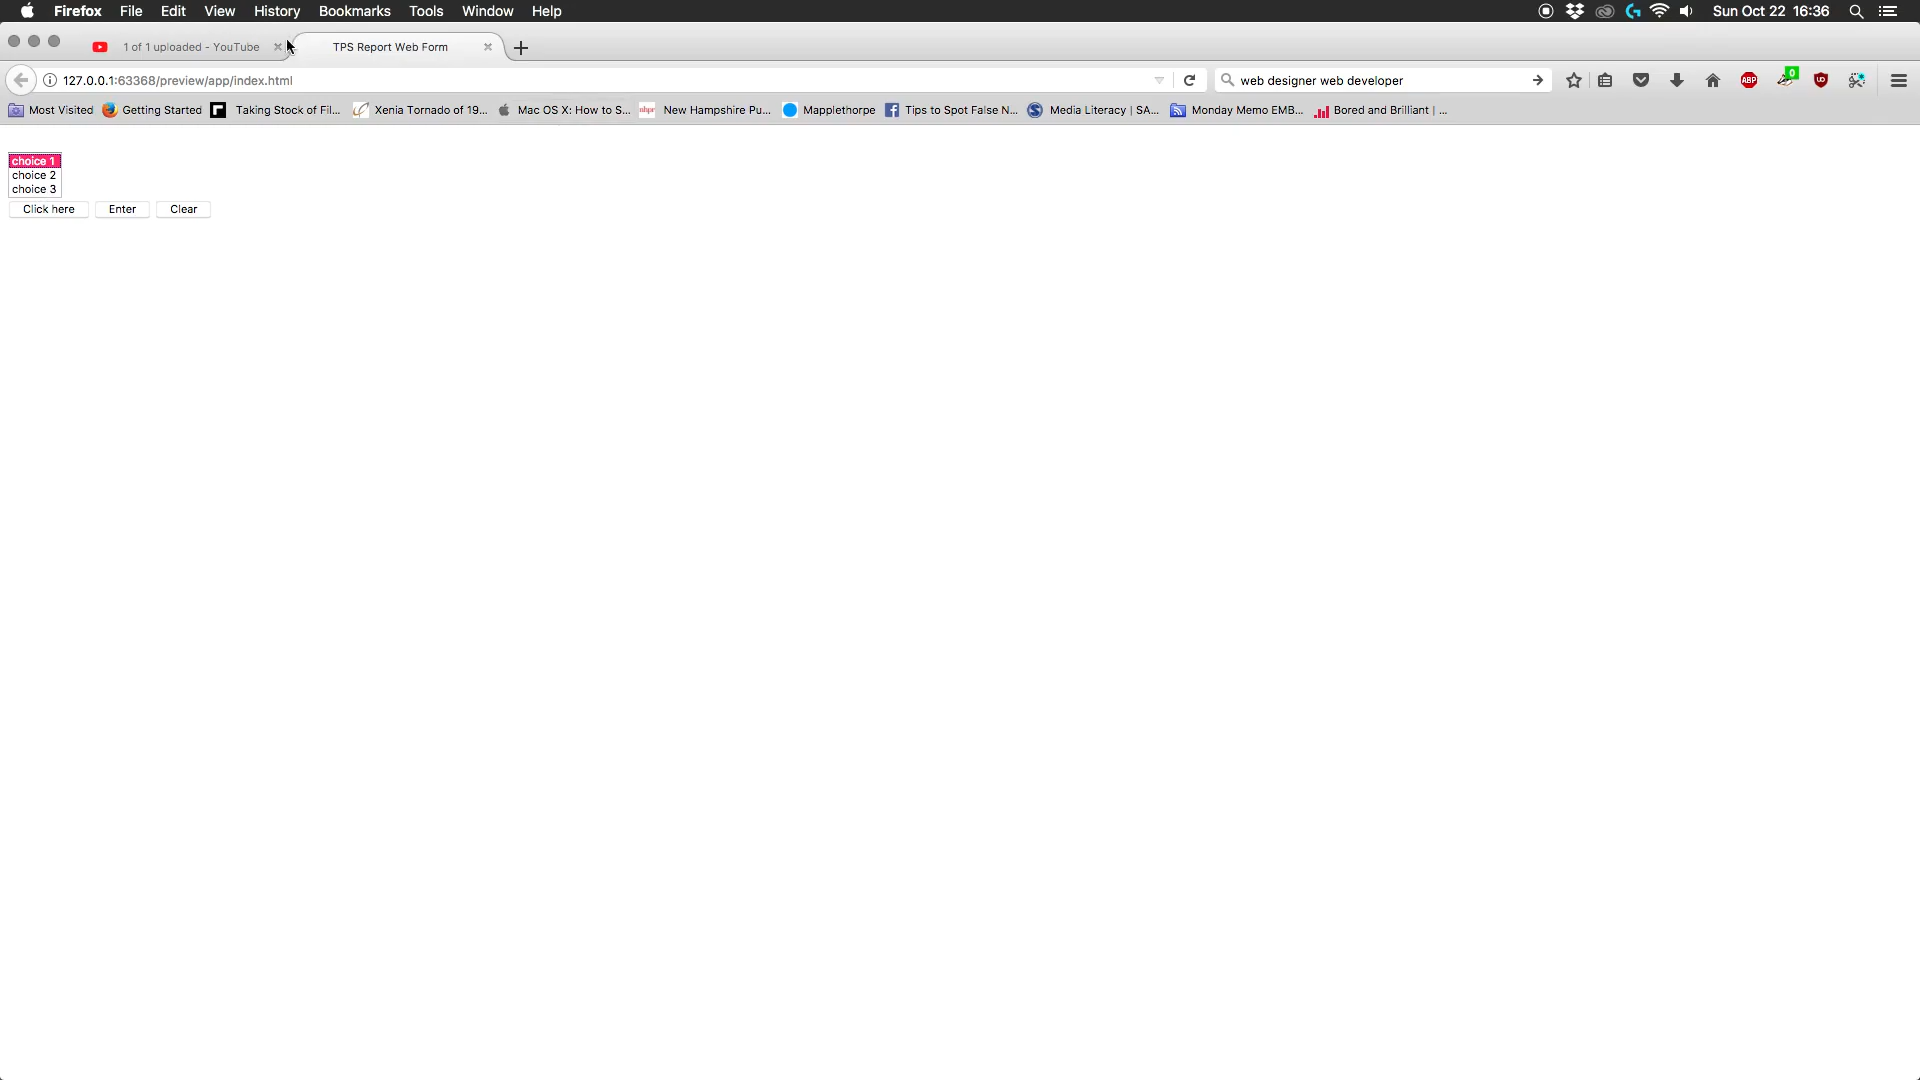 Firefox File Edit View History Bookmarks Tools Window Help Sun Oct 22 16:36
1 of 1 uploaded - YouTube TPS Report Web Form
127.0.0.1:63368/preview/app/index.html web designer web developer ABP 0
Most Visited Getting Started Taking Stock of Fil... Xenia Tornado of 19... Mac OS X: How to S... nhpr New Hampshire Pu... Mapplethorpe Tips to Spot False N... Media Literacy | SA... Monday Memo EMB... Bored and Brilliant | ...
choice 1
choice 2
choice 3
Click here Enter Clear